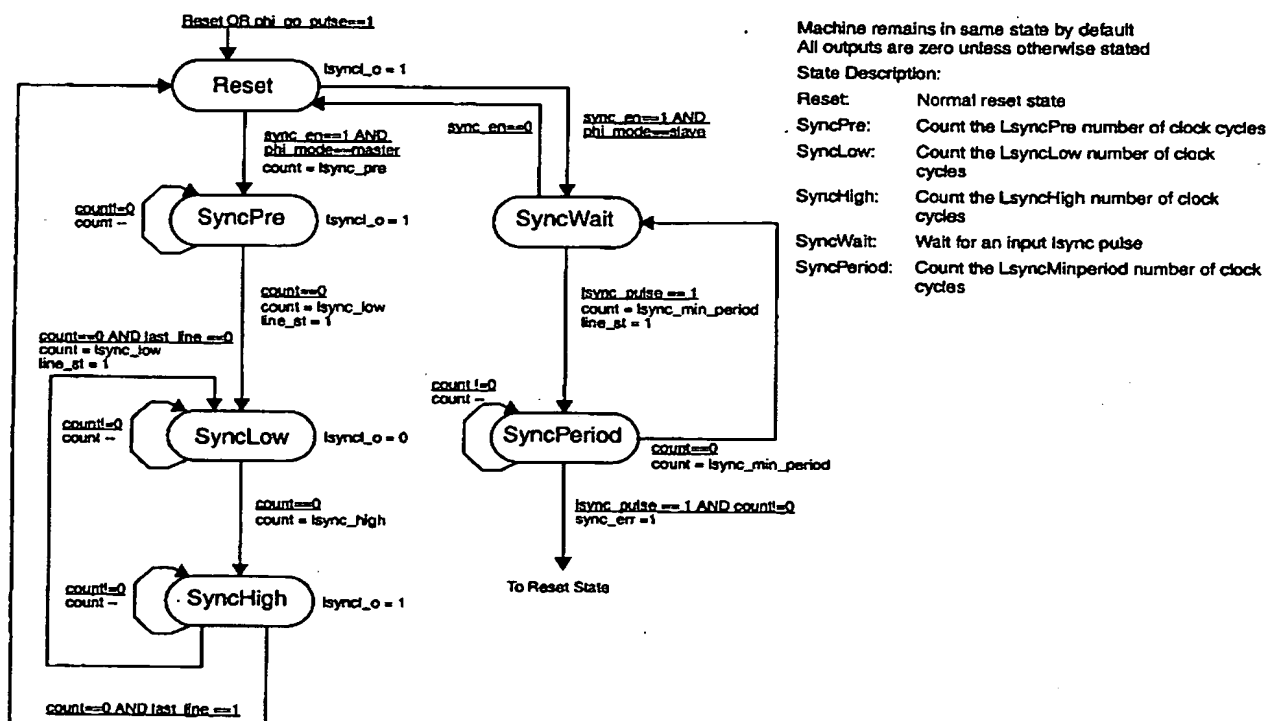 Reset OR phi_go_pulse==1
Reset
lsyncl_o = 1
sync_en==1 AND
phi_mode==master
count = lsync_pre
sync_en==0
sync_en==1 AND
phi_mode==slave
count!=0
count --
SyncPre
lsyncl_o = 1
SyncWait
count==0
count = lsync_low
line_st = 1
lsync_pulse == 1
count = lsync_min_period
line_st = 1
count==0 AND last_line ==0
count = lsync_low
line_st = 1
count!=0
count --
SyncLow
lsyncl_o = 0
count !=0
count --
SyncPeriod
count==0
count = lsync_min_period
count==0
count = lsync_high
lsync_pulse == 1 AND count!=0
sync_err =1
To Reset State
count!=0
count --
SyncHigh
lsyncl_o = 1
count==0 AND last_line ==1
Machine remains in same state by default
All outputs are zero unless otherwise stated
State Description:
Reset: Normal reset state
SyncPre: Count the LsyncPre number of clock cycles
SyncLow: Count the LsyncLow number of clock
cycles
SyncHigh: Count the LsyncHigh number of clock
cycles
SyncWait: Wait for an input lsync pulse
SyncPeriod: Count the LsyncMinperiod number of clock
cycles